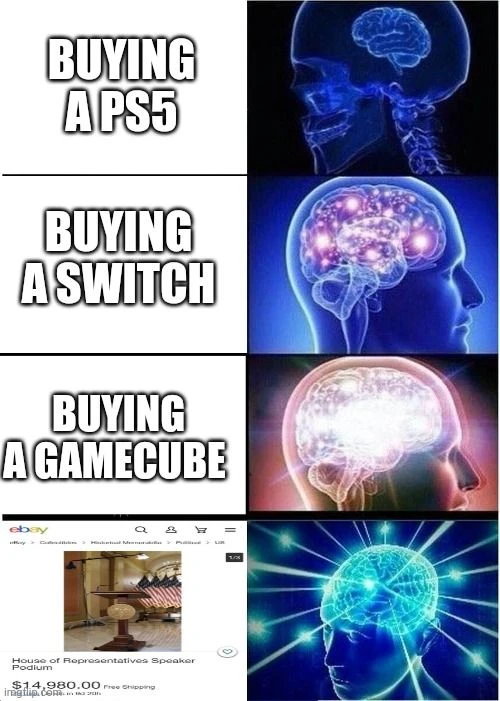 BUYING
A PS5
BUYING
A SWITCH
BUYING
A GAMECUBE
ebay
eBay > Collectibles > Historical Memorabilia > Political > US
1/3
House of Representatives Speaker
Podium
$14,980.00 Free Shipping
imgflip.com